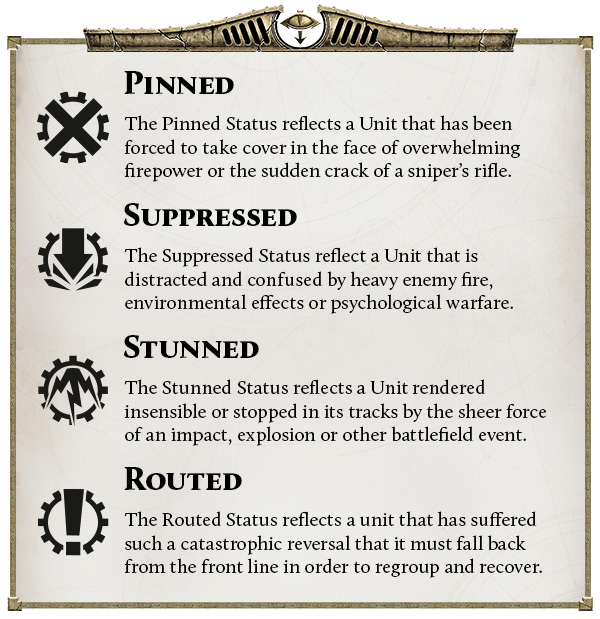 Pinned
The Pinned Status reflects a Unit that has been
forced to take cover in the face of overwhelming
firepower or the sudden crack of a sniper's rifle.
Suppressed
The Suppressed Status reflect a Unit that is
distracted and confused by heavy enemy fire,
environmental effects or psychological warfare.
Stunned
The Stunned Status reflects a Unit rendered
insensible or stopped in its tracks by the sheer force
of an impact, explosion or other battlefield event.
Routed
The Routed Status reflects a unit that has suffered
such a catastrophic reversal that it must fall back
from the front line in order to regroup and recover.